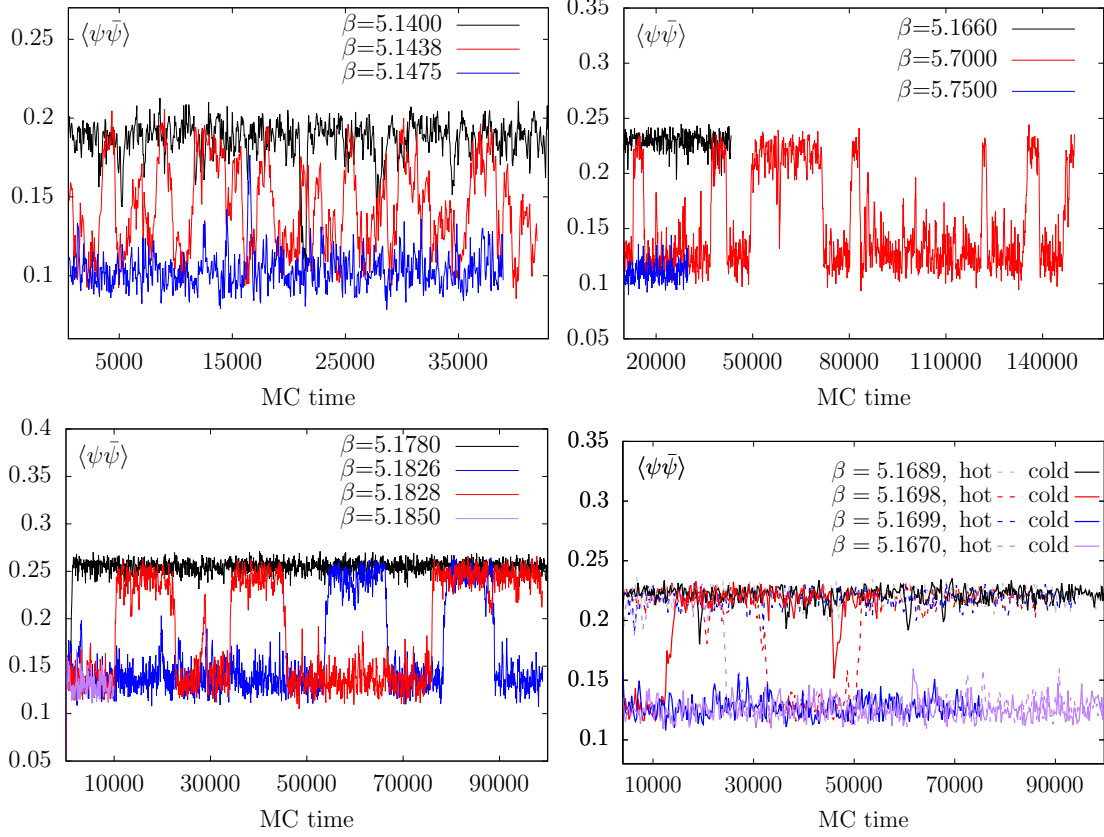 ⟨ψψ̄⟩
β=5.1400
β=5.1438
β=5.1475
0.25
0.2
0.15
0.1
5000 15000 25000 35000
MC time
⟨ψψ̄⟩
β=5.1660
β=5.7000
β=5.7500
0.35
0.3
0.25
0.2
0.15
0.1
0.05
20000 50000 80000 110000 140000
MC time
⟨ψψ̄⟩
β=5.1780
β=5.1826
β=5.1828
β=5.1850
0.4
0.35
0.3
0.25
0.2
0.15
0.1
0.05
10000 30000 50000 70000 90000
MC time
⟨ψψ̄⟩
β = 5.1689, hot cold
β = 5.1698, hot cold
β = 5.1699, hot cold
β = 5.1670, hot cold
0.35
0.3
0.25
0.2
0.15
0.1
10000 30000 50000 70000 90000
MC time